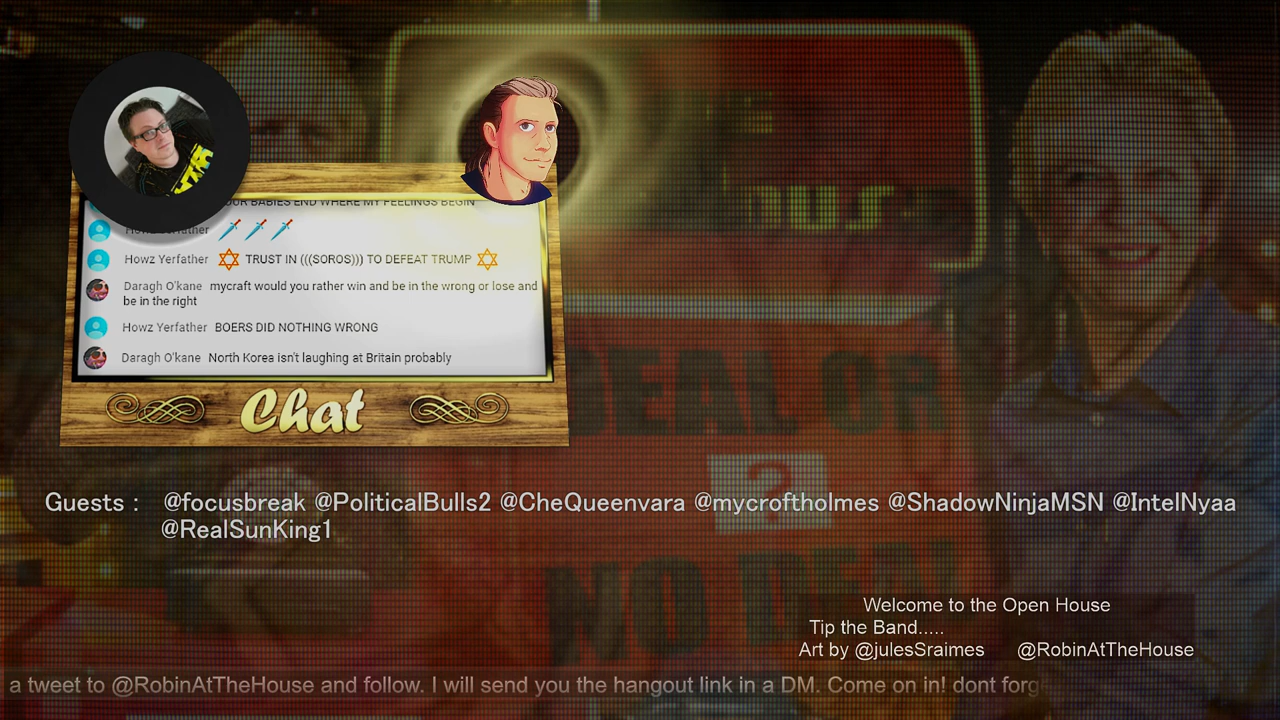 OUR BABIES END WHERE MY FEELINGS BEGIN
Howz Yerfather
Howz Yerfather TRUST IN (((SOROS))) TO DEFEAT TRUMP
Daragh O'kane mycraft would you rather win and be in the wrong or lose and
be in the right
Howz Yerfather BOERS DID NOTHING WRONG
Daragh O'kane North Korea isn't laughing at Britain probably
Chat
DEAL OR
?
NO DEAL
Guests : @focusbreak @PoliticalBulls2 @CheQueenvara @mycroftholmes @ShadowNinjaMSN @IntelNyaa
@RealSunKing1
Welcome to the Open House
Tip the Band.....
Art by @julesSraimes @RobinAtTheHouse
a tweet to @RobinAtTheHouse and follow. I will send you the hangout link in a DM. Come on in! dont forg